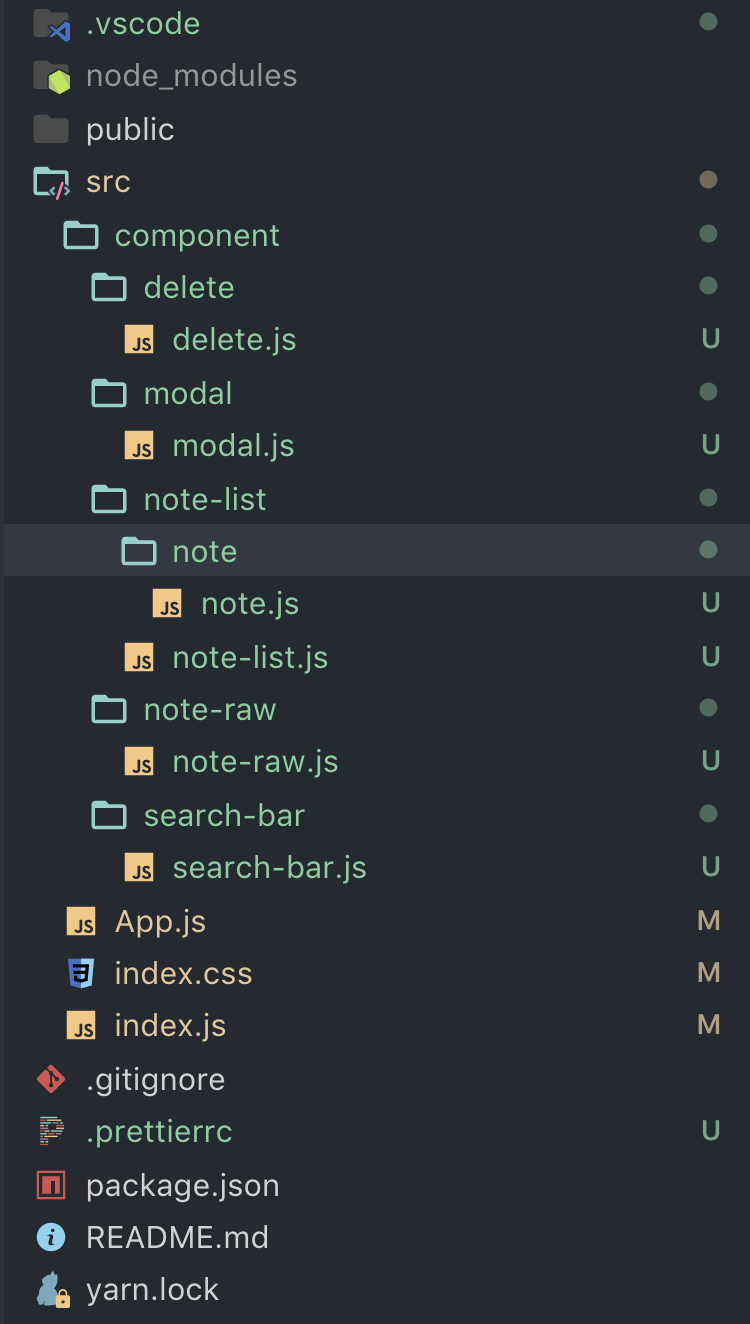 .vscode
node_modules
public
src
component
delete
JS delete.js U
modal
JS modal.js U
note-list
note
JS note.js U
JS note-list.js U
note-raw
JS note-raw.js U
search-bar
JS search-bar.js U
JS App.js M
index.css M
JS index.js M
.gitignore
.prettierrc U
package.json
i README.md
yarn.lock